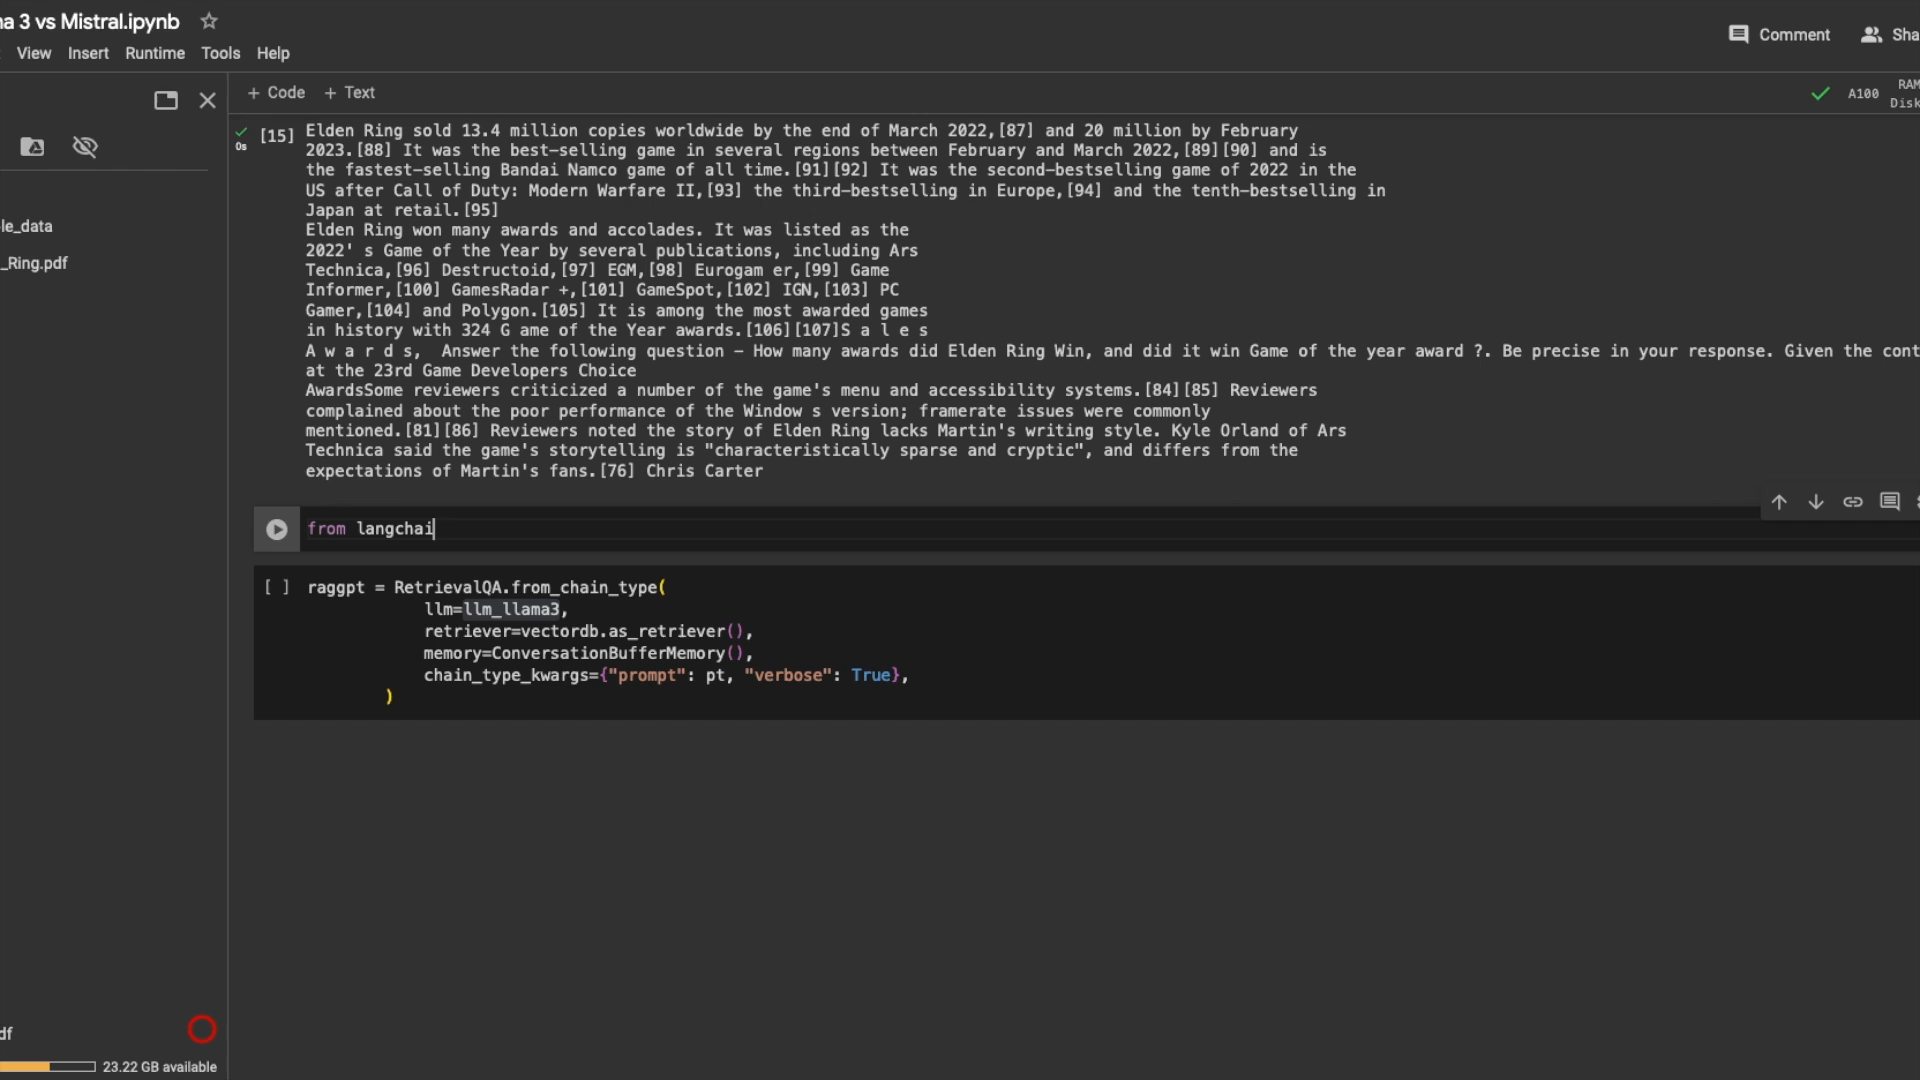 a 3 vs Mistral.ipynb
View Insert Runtime Tools Help
Comment
Sha
+ Code + Text
A100
RAM
Disk
le_data
_Ring.pdf
0s
[15] Elden Ring sold 13.4 million copies worldwide by the end of March 2022,[87] and 20 million by February
2023.[88] It was the best-selling game in several regions between February and March 2022,[89][90] and is
the fastest-selling Bandai Namco game of all time.[91][92] It was the second-bestselling game of 2022 in the
US after Call of Duty: Modern Warfare II,[93] the third-bestselling in Europe,[94] and the tenth-bestselling in
Japan at retail.[95]
Elden Ring won many awards and accolades. It was listed as the
2022' s Game of the Year by several publications, including Ars
Technica,[96] Destructoid,[97] EGM,[98] Eurogam er,[99] Game
Informer,[100] GamesRadar +,[101] GameSpot,[102] IGN,[103] PC
Gamer,[104] and Polygon.[105] It is among the most awarded games
in history with 324 G ame of the Year awards.[106][107]S a l e s
A w a r d s,  Answer the following question - How many awards did Elden Ring Win, and did it win Game of the year award ?. Be precise in your response. Given the cont
at the 23rd Game Developers Choice
AwardsSome reviewers criticized a number of the game's menu and accessibility systems.[84][85] Reviewers
complained about the poor performance of the Window s version; framerate issues were commonly
mentioned.[81][86] Reviewers noted the story of Elden Ring lacks Martin's writing style. Kyle Orland of Ars
Technica said the game's storytelling is "characteristically sparse and cryptic", and differs from the
expectations of Martin's fans.[76] Chris Carter
from langchai
[ ] raggpt = RetrievalQA.from_chain_type(
llm=llm_llama3,
retriever=vectordb.as_retriever(),
memory=ConversationBufferMemory(),
chain_type_kwargs={"prompt": pt, "verbose": True},
)
df
23.22 GB available